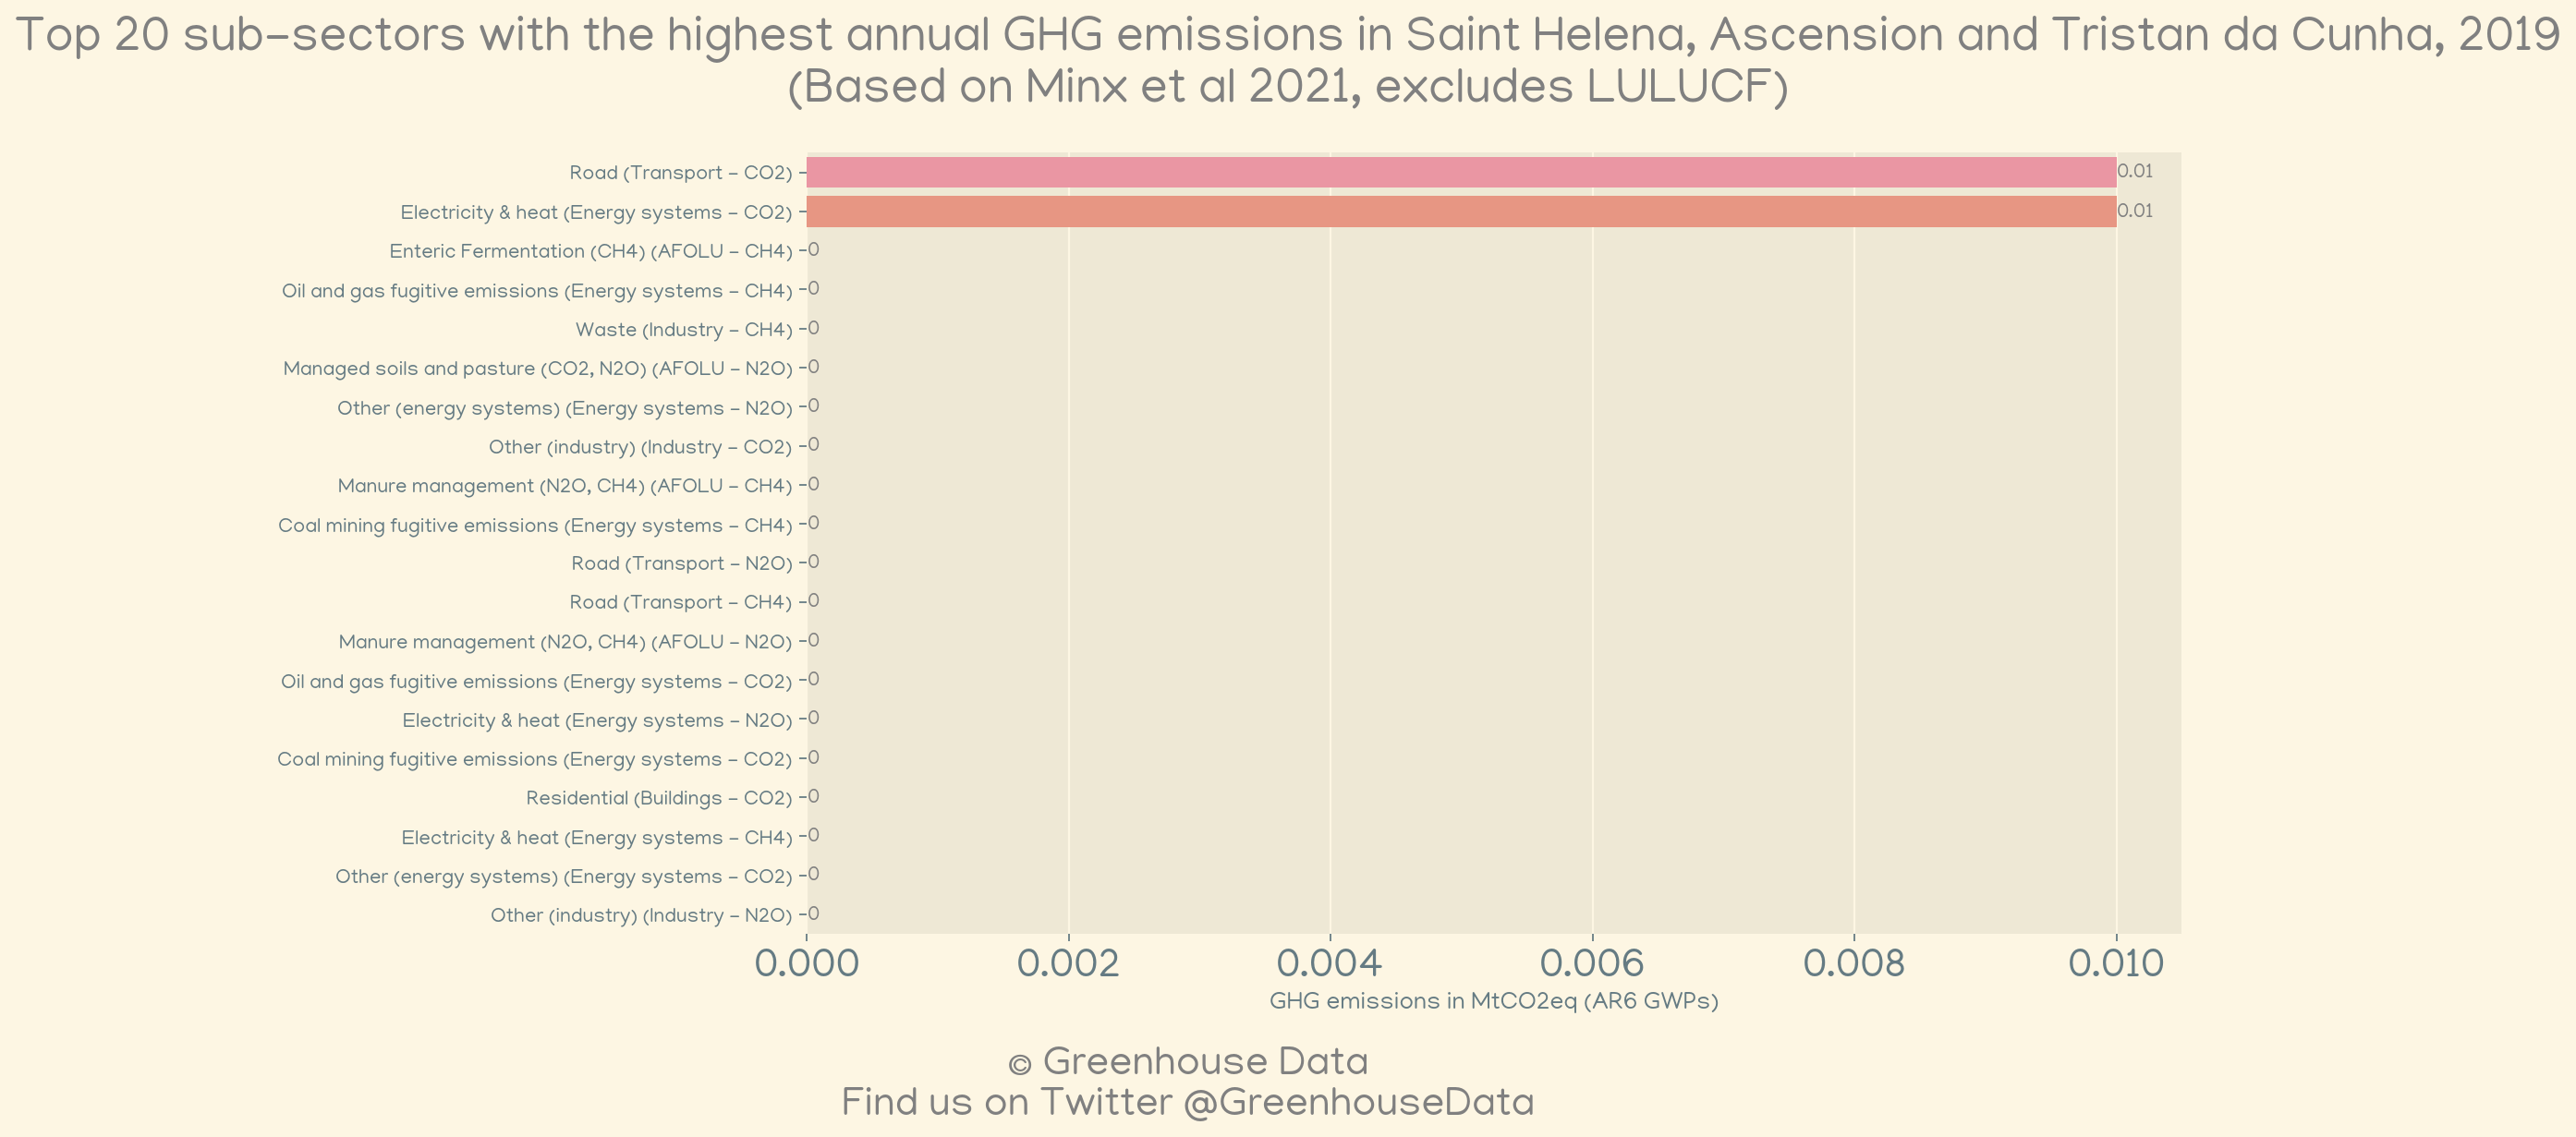 Top 20 sub-sectors with the highest annual GHG emissions in Saint Helena, Ascension and Tristan da Cunha, 2019
(Based on Minx et al 2021, excludes LULUCF)
Road (Transport - CO2) 0.01
Electricity & heat (Energy systems - CO2) 0.01
Enteric Fermentation (CH4) (AFOLU - CH4) 0
Oil and gas fugitive emissions (Energy systems - CH4) 0
Waste (Industry - CH4) 0
Managed soils and pasture (CO2, N2O) (AFOLU - N2O) 0
Other (energy systems) (Energy systems - N2O) 0
Other (industry) (Industry - CO2) 0
Manure management (N2O, CH4) (AFOLU - CH4) 0
Coal mining fugitive emissions (Energy systems - CH4) 0
Road (Transport - N2O) 0
Road (Transport - CH4) 0
Manure management (N2O, CH4) (AFOLU - N2O) 0
Oil and gas fugitive emissions (Energy systems - CO2) 0
Electricity & heat (Energy systems - N2O) 0
Coal mining fugitive emissions (Energy systems - CO2) 0
Residential (Buildings - CO2) 0
Electricity & heat (Energy systems - CH4) 0
Other (energy systems) (Energy systems - CO2) 0
Other (industry) (Industry - N2O) 0
0.000 0.002 0.004 0.006 0.008 0.010
GHG emissions in MtCO2eq (AR6 GWPs)
© Greenhouse Data
Find us on Twitter @GreenhouseData